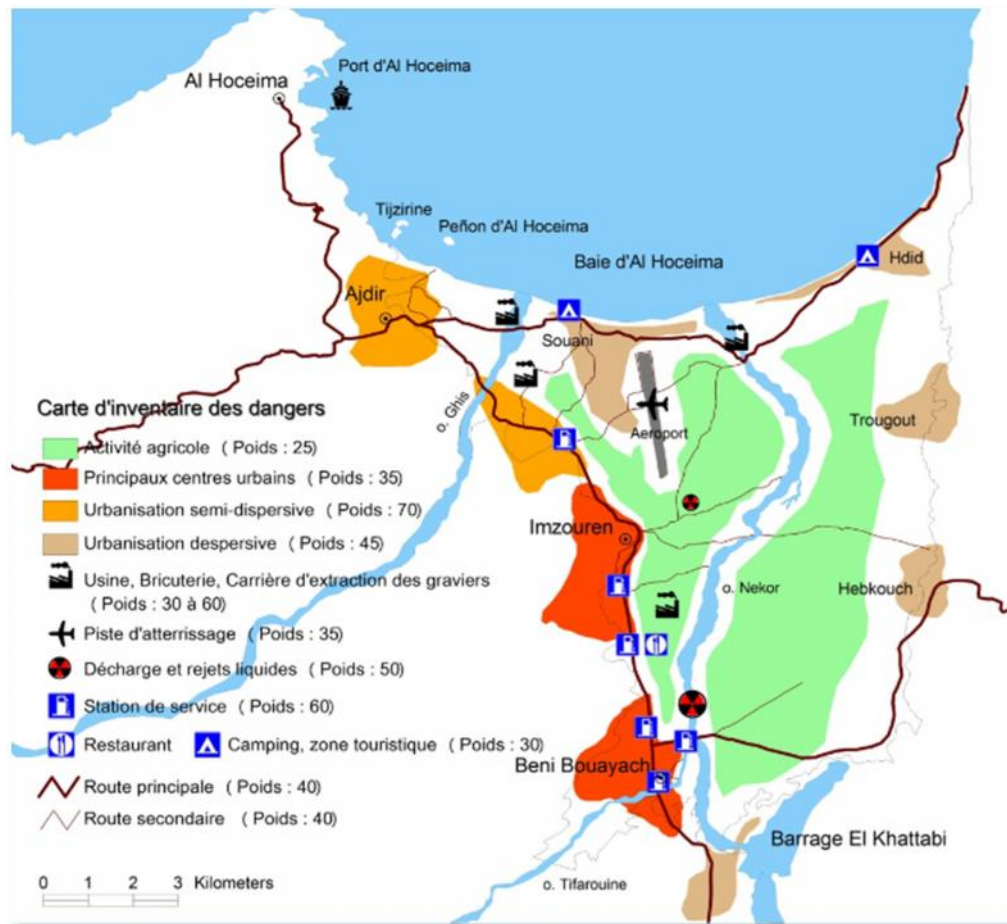 Al Hoceima
Port d'Al Hoceima
Tijzirine
Peñon d'Al Hoceima
Baie d'Al Hoceima
Hdid
Ajdir
Souani
o. Ghis
Aeroport
Trougout
Imzouren
o. Nekor
Hebkouch
Beni Bouayach
Barrage El Khattabi
o. Tifarouine
Carte d'inventaire des dangers
Activité agricole ( Poids : 25)
Principaux centres urbains ( Poids : 35)
Urbanisation semi-dispersive ( Poids : 70)
Urbanisation despersive ( Poids : 45)
Usine, Bricuterie, Carrière d'extraction des graviers
( Poids : 30 à 60)
Piste d'atterrissage ( Poids : 35)
Décharge et rejets liquides ( Poids : 50)
Station de service ( Poids : 60)
Restaurant Camping, zone touristique ( Poids : 30)
Route principale ( Poids : 40)
Route secondaire ( Poids : 40)
0 1 2 3 Kilometers